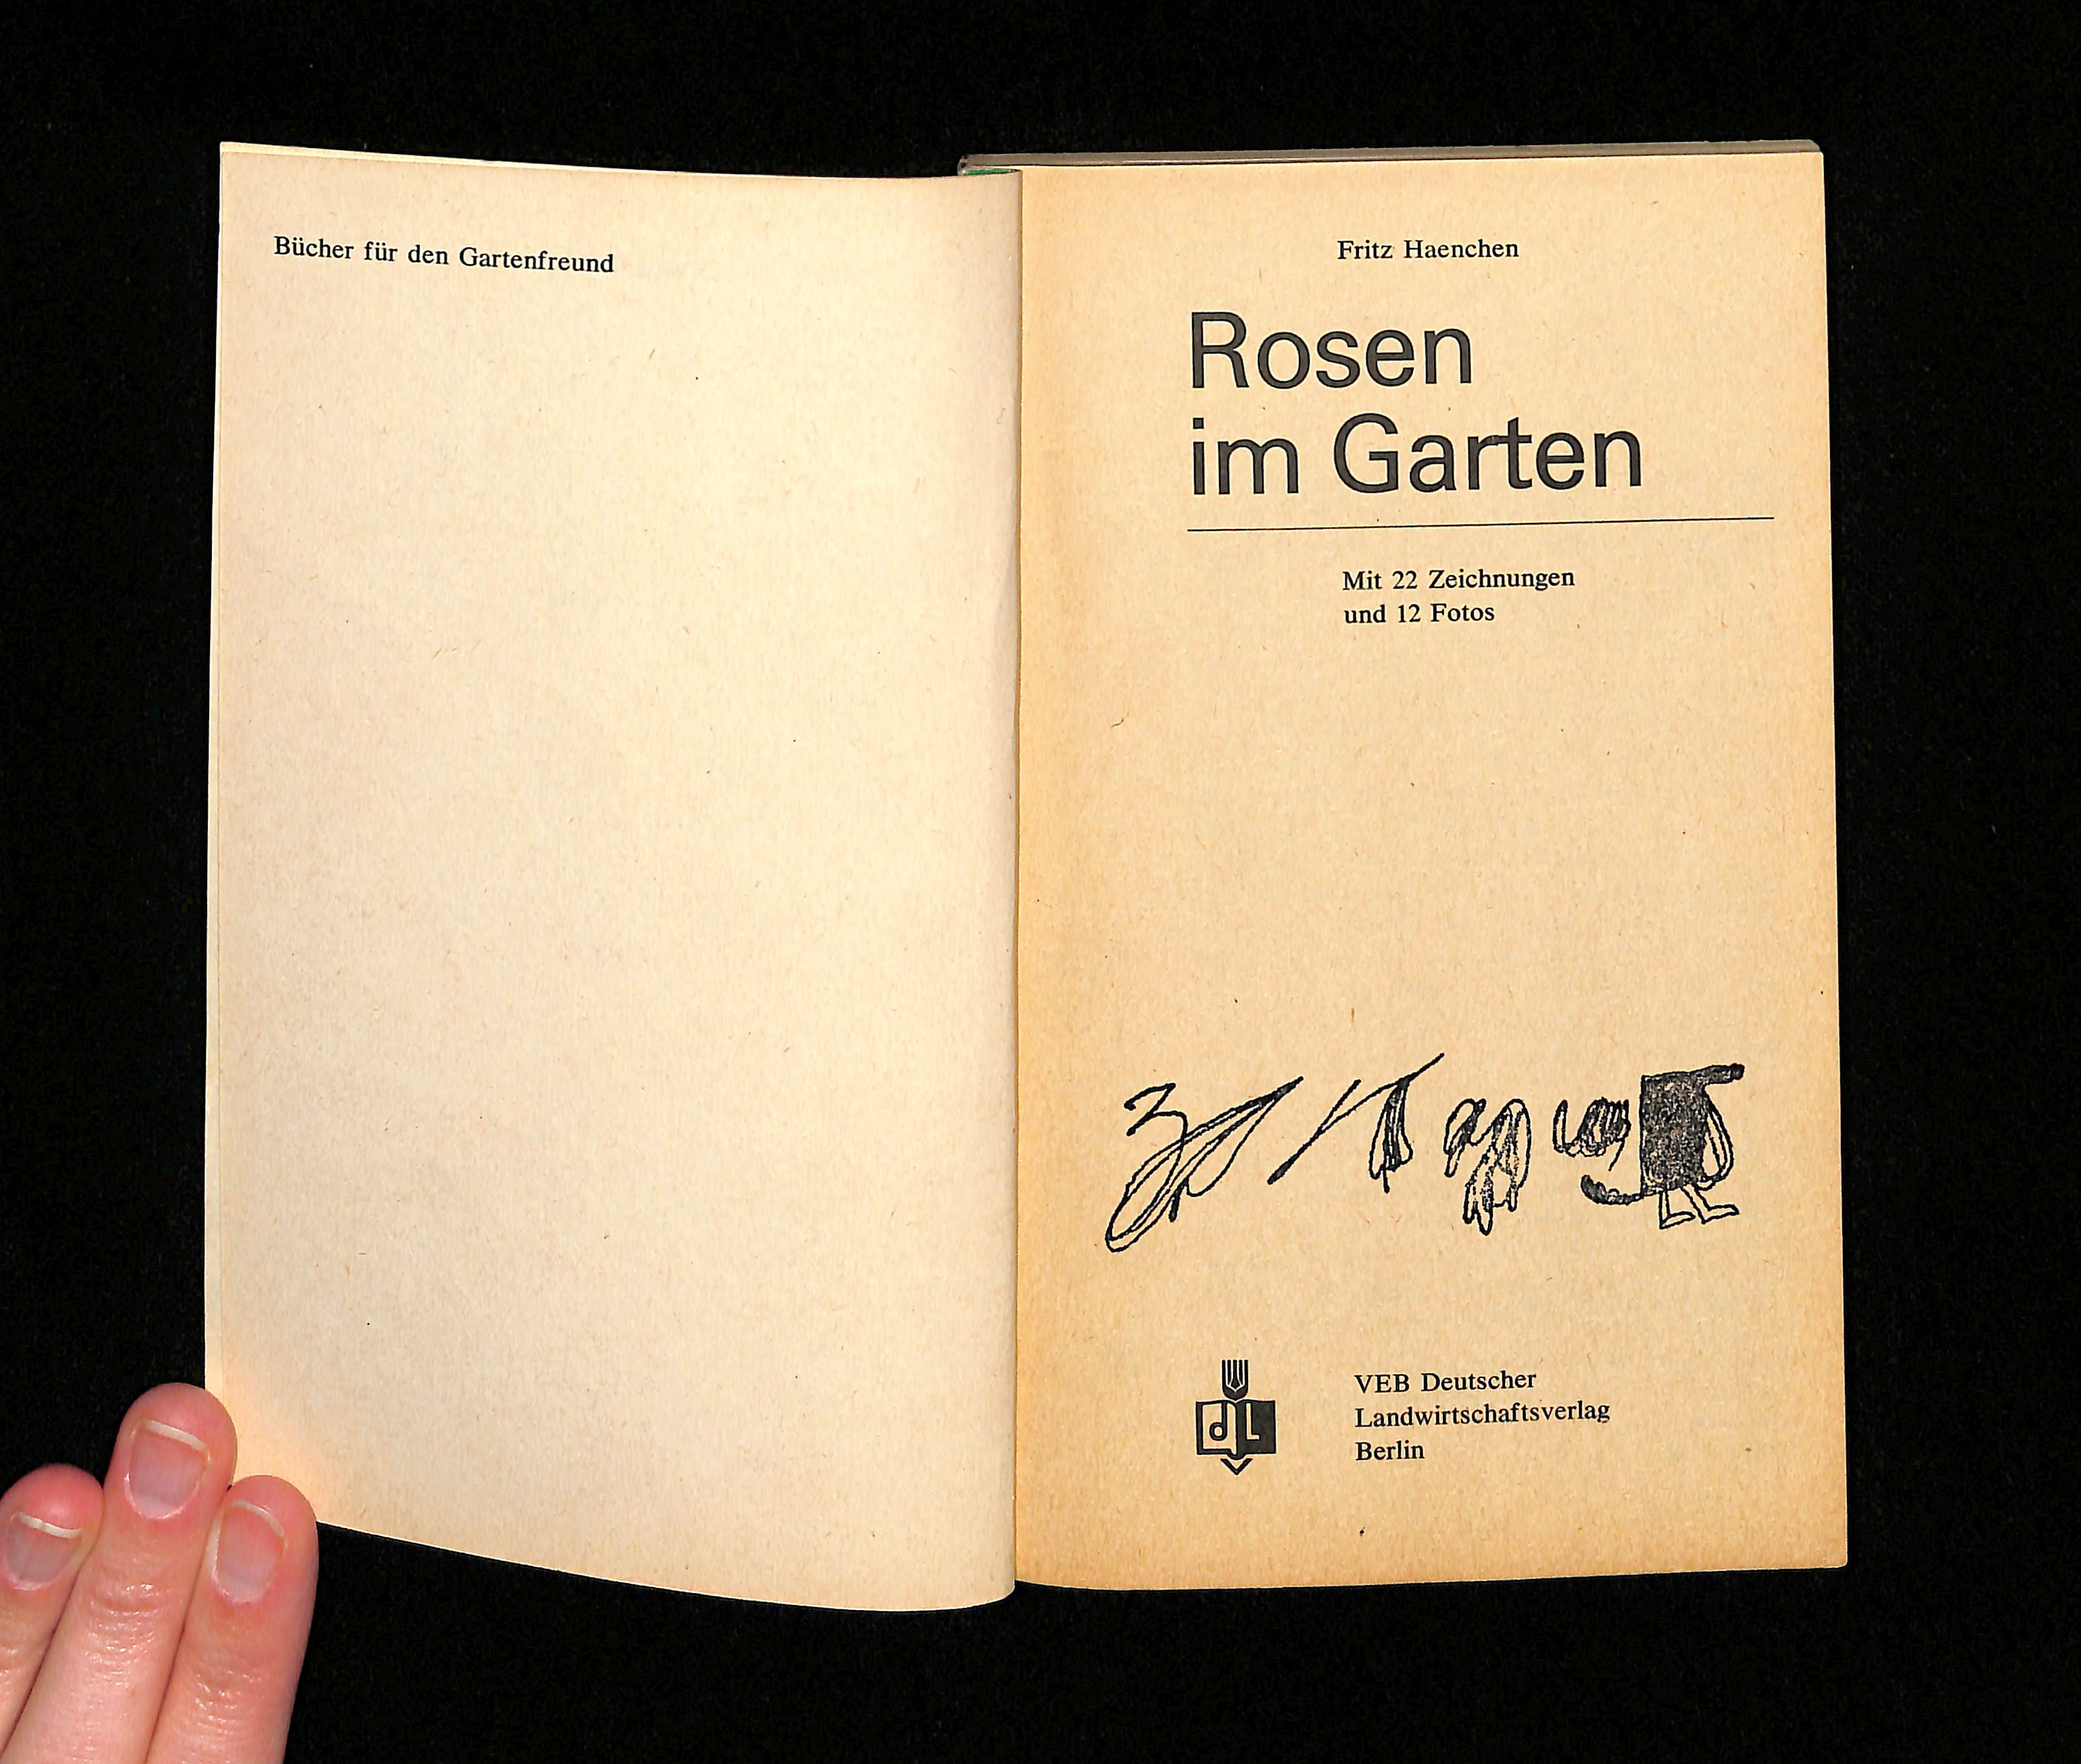 Bücher für den Gartenfreund
Fritz Haenchen
Rosen
im Garten
Mit 22 Zeichnungen
und 12 Fotos
dL
VEB Deutscher
Landwirtschaftsverlag
Berlin